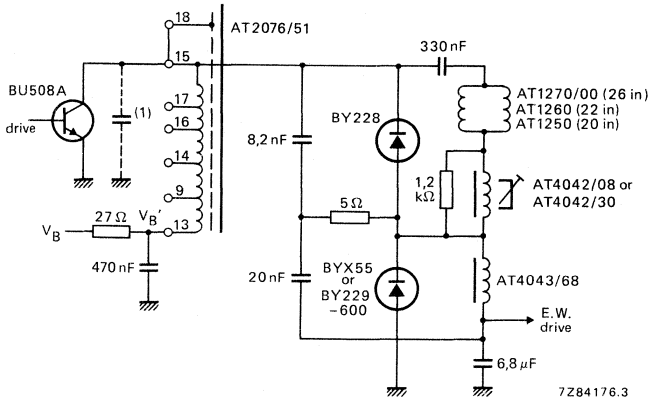 18
AT2076/51
15
330 nF
BU508A
AT1270/00 (26 in)
AT1260 (22 in)
AT1250 (20 in)
(1)
17
16
BY228
drive
8,2 nF
14
1,2
kΩ
AT4042/08 or
AT4042/30
9
5 Ω
27 Ω
VB'
VB
13
470 nF
20 nF
BYX55
or
BY229
-600
AT4043/68
E.W.
drive
6,8 μF
7Z84176.3